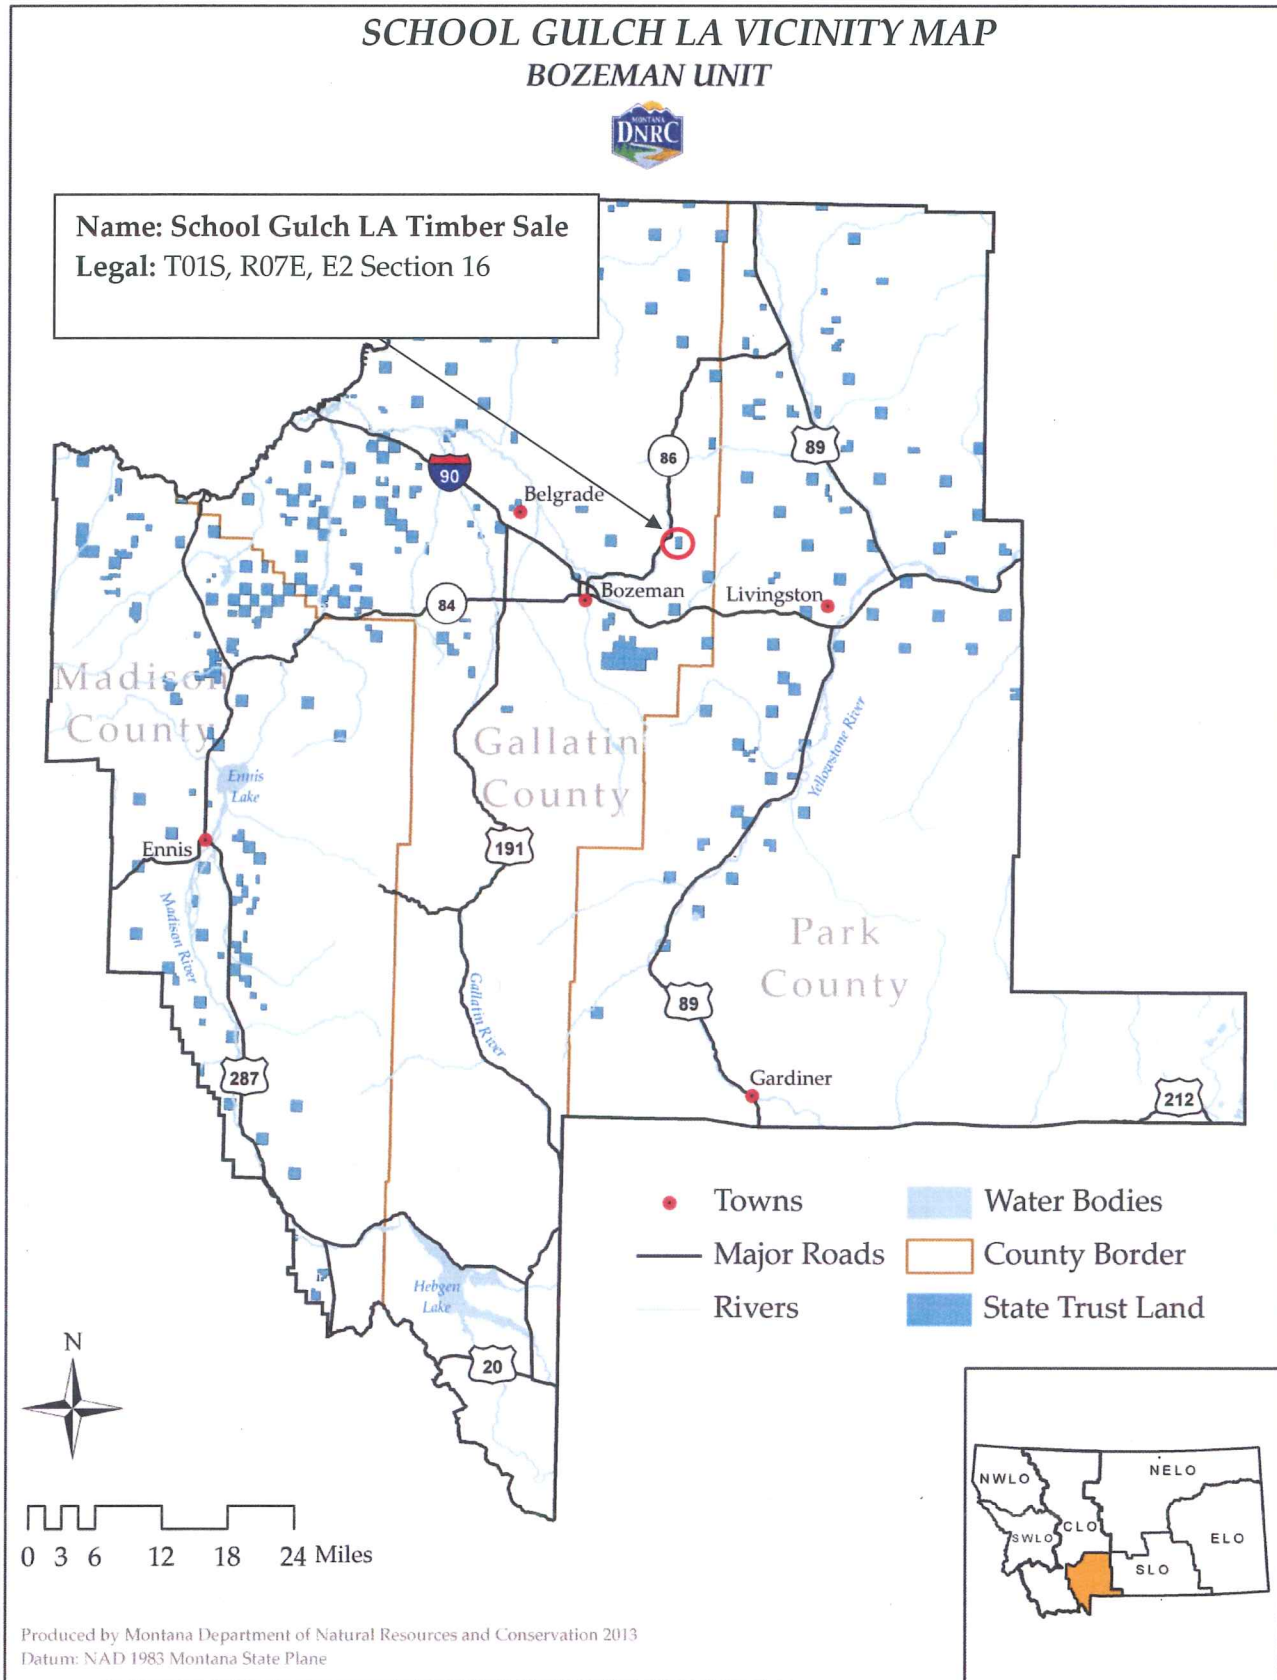 SCHOOL GULCH LA VICINITY MAP
BOZEMAN UNIT
MONTANA
DNRC
Name: School Gulch LA Timber Sale
Legal: T01S, R07E, E2 Section 16
86
89
90
Belgrade
Bozeman
Livingston
84
Madison
County
Gallatin
County
Yellowstone River
Ennis
Lake
Ennis
191
Madison River
Gallatin River
Park
County
89
287
Gardiner
212
Towns
Water Bodies
Major Roads
County Border
Rivers
State Trust Land
Hebgen
Lake
20
N
0 3 6 12 18 24 Miles
NWLO
NELO
CLO
SWLO
ELO
SLO
Produced by Montana Department of Natural Resources and Conservation 2013
Datum: NAD 1983 Montana State Plane